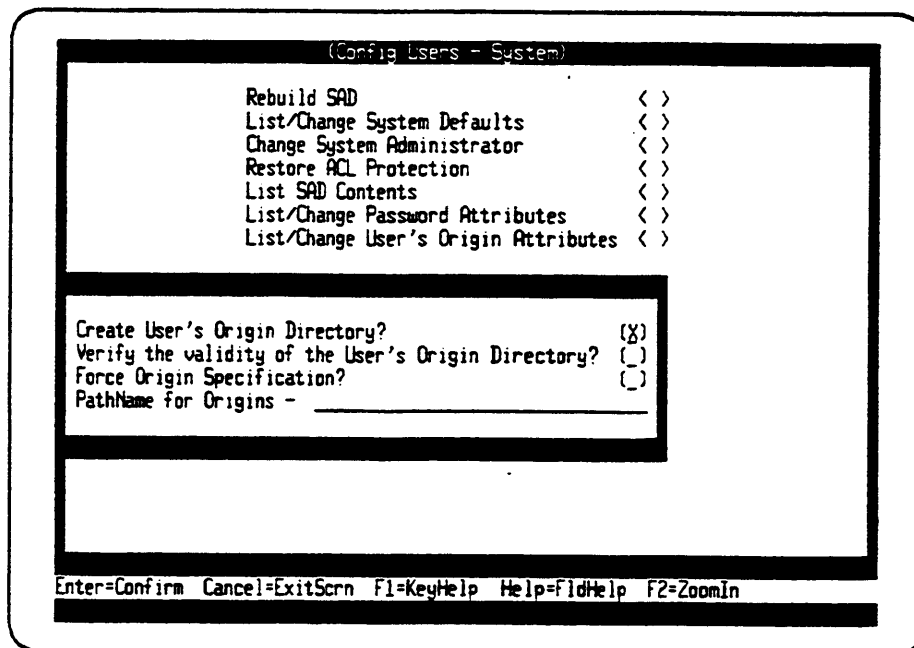 (Config Users - System)
Rebuild SAD < >
List/Change System Defaults < >
Change System Administrator < >
Restore ACL Protection < >
List SAD Contents < >
List/Change Password Attributes < >
List/Change User's Origin Attributes < >
Create User's Origin Directory? (X)
Verify the validity of the User's Origin Directory? (_)
Force Origin Specification? (_)
PathName for Origins - ______________________________
Enter=Confirm Cancel=ExitScrn F1=KeyHelp Help=FldHelp F2=ZoomIn